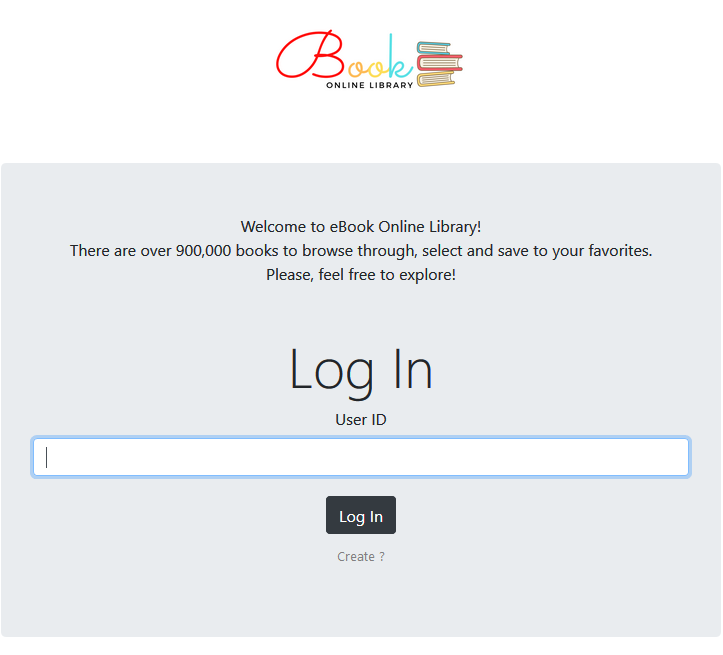 Book
ONLINE LIBRARY
Welcome to eBook Online Library!
There are over 900,000 books to browse through, select and save to your favorites.
Please, feel free to explore!
Log In
User ID
Log In
Create ?